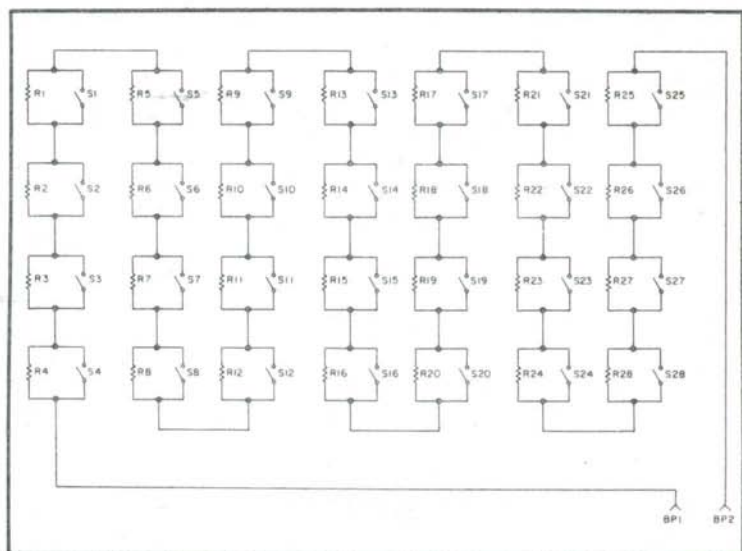 R1 S1 R5 S5 R9 S9 R13 S13 R17 S17 R21 S21 R25 S25
R2 S2 R6 S6 R10 S10 R14 S14 R18 S18 R22 S22 R26 S26
R3 S3 R7 S7 R11 S11 R15 S15 R19 S19 R23 S23 R27 S27
R4 S4 R8 S8 R12 S12 R16 S16 R20 S20 R24 S24 R28 S28
BP1 BP2